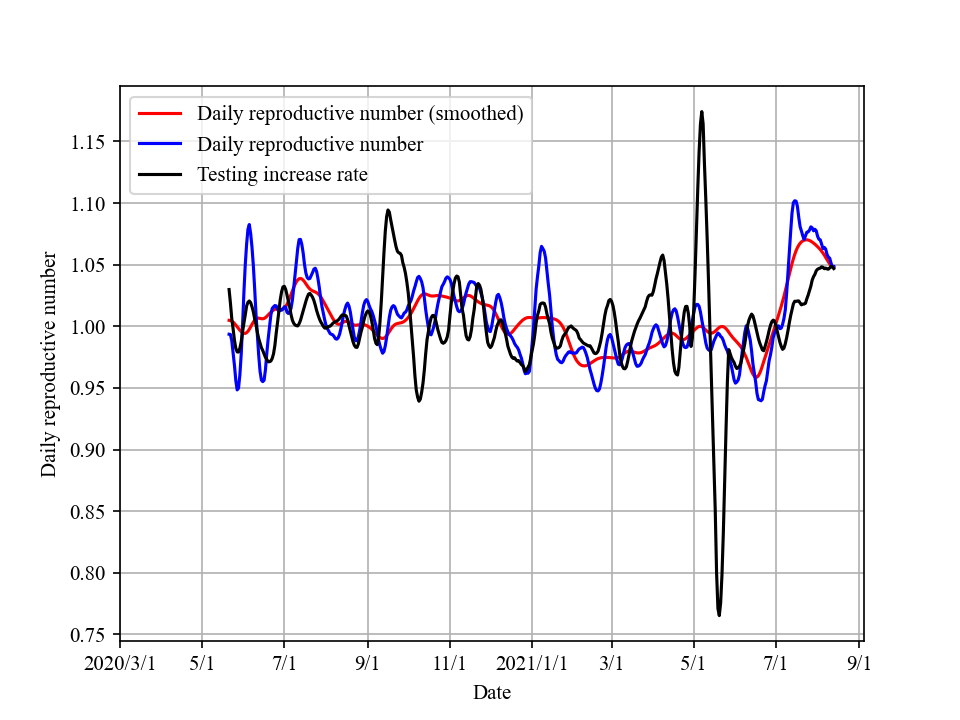 Daily reproductive number (smoothed)
Daily reproductive number
Testing increase rate
Daily reproductive number
1.15
1.10
1.05
1.00
0.95
0.90
0.85
0.80
0.75
2020/3/1 5/1 7/1 9/1 11/1 2021/1/1 3/1 5/1 7/1 9/1
Date